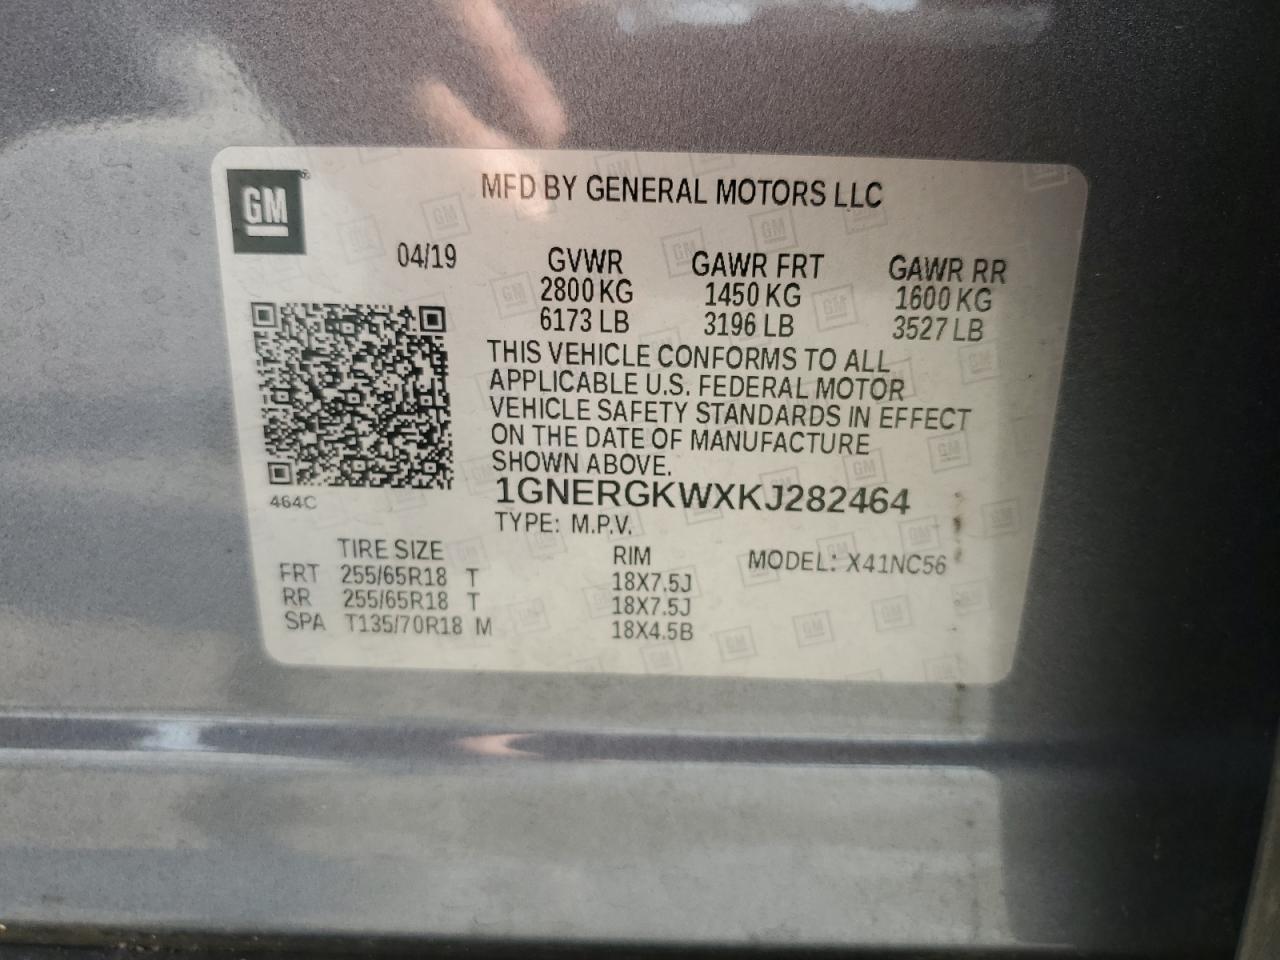 GM
MFD BY GENERAL MOTORS LLC
04/19 GVWR GAWR FRT GAWR RR
2800 KG 1450 KG 1600 KG
6173 LB 3196 LB 3527 LB
THIS VEHICLE CONFORMS TO ALL
APPLICABLE U.S. FEDERAL MOTOR
VEHICLE SAFETY STANDARDS IN EFFECT
ON THE DATE OF MANUFACTURE
SHOWN ABOVE.
464C
1GNERGKWXKJ282464
TYPE: M.P.V.
TIRE SIZE RIM MODEL: X41NC56
FRT 255/65R18 T 18X7.5J
RR 255/65R18 T 18X7.5J
SPA T135/70R18 M 18X4.5B